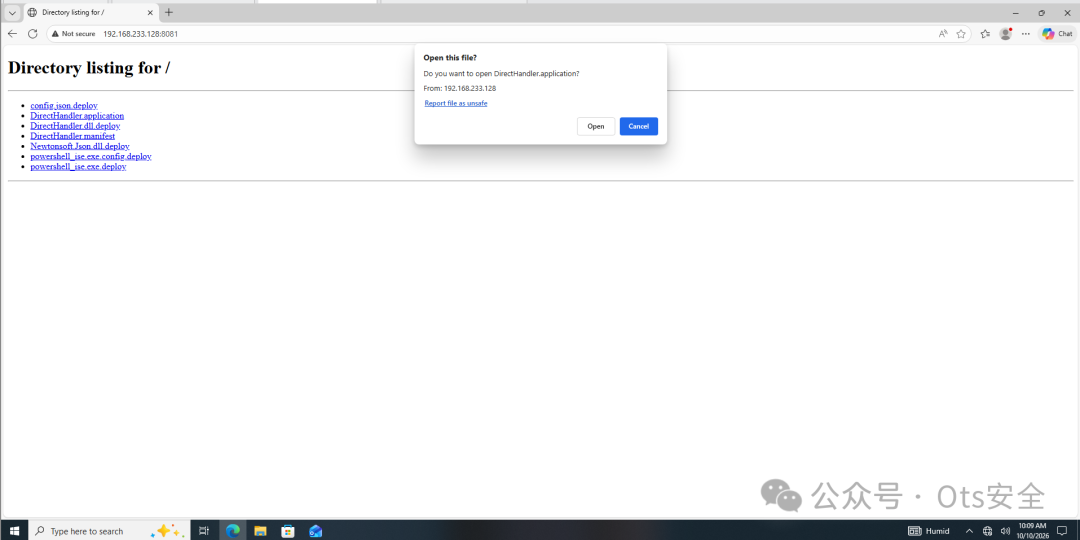 Directory listing for /
Not secure
192.168.233.128:8081
Chat
Directory listing for /
config.json.deploy
DirectHandler.application
DirectHandler.dll.deploy
DirectHandler.manifest
Newtonsoft.Json.dll.deploy
powershell_ise.exe.config.deploy
powershell_ise.exe.deploy
Open this file?
Do you want to open DirectHandler.application?
From: 192.168.233.128
Report file as unsafe
Open
Cancel
公众号 · Ots安全
Type here to search
Humid
10:09 AM
10/10/2026